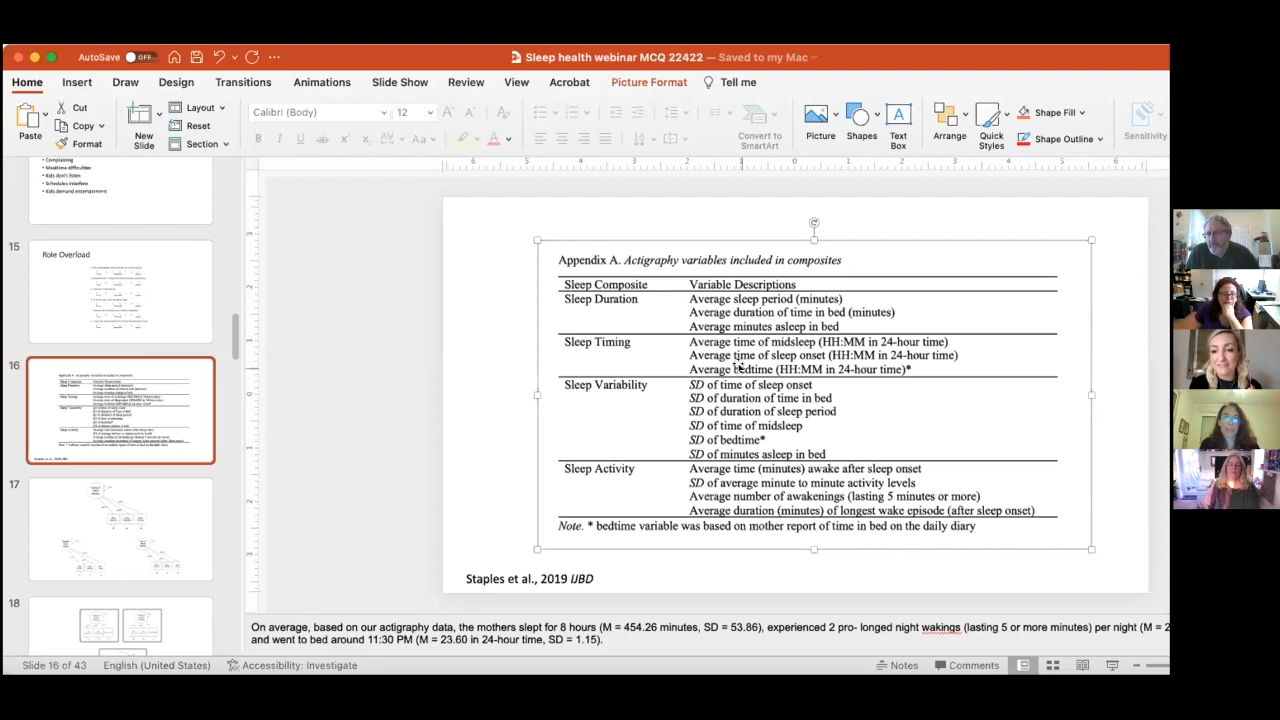 AutoSave OFF
Sleep health webinar MCQ 22422 — Saved to my Mac
Home Insert Draw Design Transitions Animations Slide Show Review View Acrobat Picture Format Tell me
Paste
Cut
Copy
Format
New Slide
Layout
Reset
Section
Calibri (Body) 12
Convert to SmartArt
Picture
Shapes
Text Box
Arrange
Quick Styles
Shape Fill
Shape Outline
Sensitivity
• Complaining
• Mealtime difficulties
• Kids don't listen
• Schedules interfere
• Kids demand entertainment
15
Role Overload
16
17
18
Appendix A. Actigraphy variables included in composites
Sleep Composite Variable Descriptions
Sleep Duration Average sleep period (minutes)
Average duration of time in bed (minutes)
Average minutes asleep in bed
Sleep Timing Average time of midsleep (HH:MM in 24-hour time)
Average time of sleep onset (HH:MM in 24-hour time)
Average bedtime (HH:MM in 24-hour time)*
Sleep Variability SD of time of sleep onset
SD of duration of time in bed
SD of duration of sleep period
SD of time of midsleep
SD of bedtime*
SD of minutes asleep in bed
Sleep Activity Average time (minutes) awake after sleep onset
SD of average minute to minute activity levels
Average number of awakenings (lasting 5 minutes or more)
Average duration (minutes) of longest wake episode (after sleep onset)
Note. * bedtime variable was based on mother report of time in bed on the daily diary
Staples et al., 2019 IJBD
On average, based on our actigraphy data, the mothers slept for 8 hours (M = 454.26 minutes, SD = 53.86), experienced 2 pro- longed night wakings (lasting 5 or more minutes) per night (M = 2
and went to bed around 11:30 PM (M = 23.60 in 24-hour time, SD = 1.15).
Slide 16 of 43 English (United States) Accessibility: Investigate Notes Comments